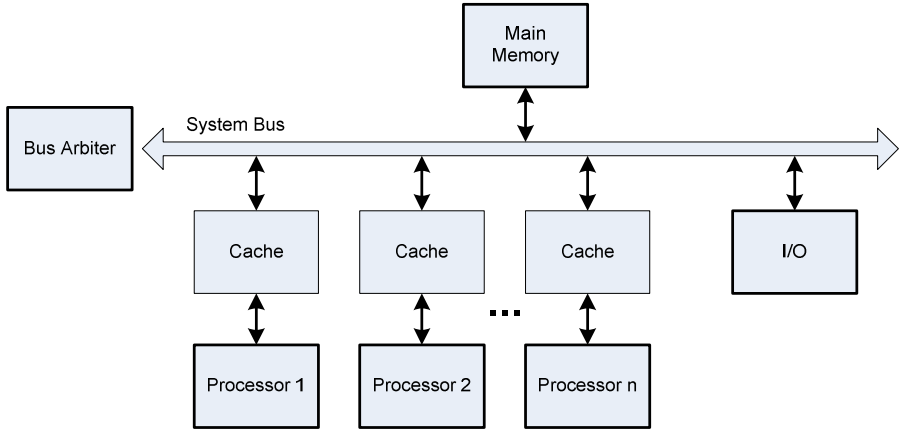 Main
Memory
System Bus
Bus Arbiter
Cache
Cache
Cache
I/O
...
Processor 1
Processor 2
Processor n